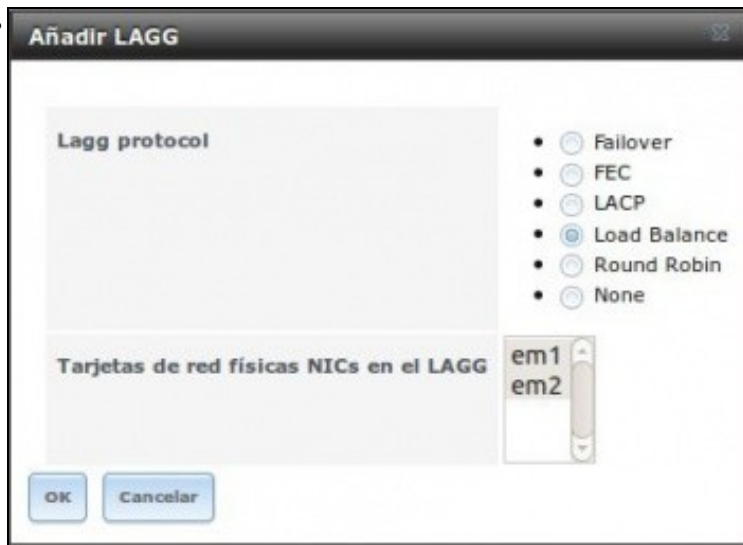 Añadir LAGG
Lagg protocol
Failover
FEC
LACP
Load Balance
Round Robin
None
Tarjetas de red físicas NICs en el LAGG
em1
em2
OK
Cancelar